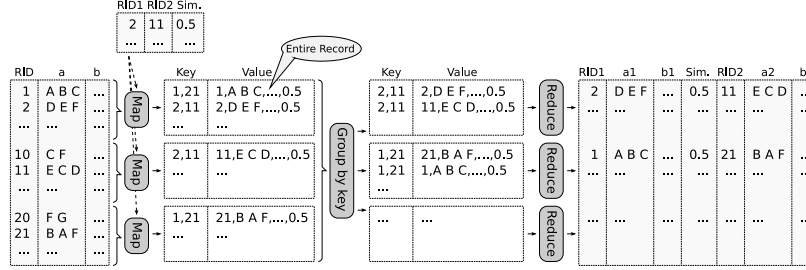 RID1 RID2 Sim.
2 11 0.5
... ...
Entire Record
RID a b
1 A B C ...
2 D E F ...
... ...
10 C F ...
11 E C D ...
... ...
20 F G ...
21 B A F ...
... ...
Map
Map
Map
Key Value
1,21 1,A B C,...,0.5
2,11 2,D E F,...,0.5
... ...
2,11 11,E C D,...,0.5
... ...
1,21 21,B A F,...,0.5
... ...
Group by key
Key Value
2,11 2,D E F,...,0.5
2,11 11,E C D,...,0.5
1,21 21,B A F,...,0.5
1,21 1,A B C,...,0.5
... ...
Reduce
Reduce
Reduce
RID1 a1 b1 Sim. RID2 a2 b
2 D E F ... 0.5 11 E C D ..
... ... ..
1 A B C ... 0.5 21 B A F ..
... ... ..
... ... ..